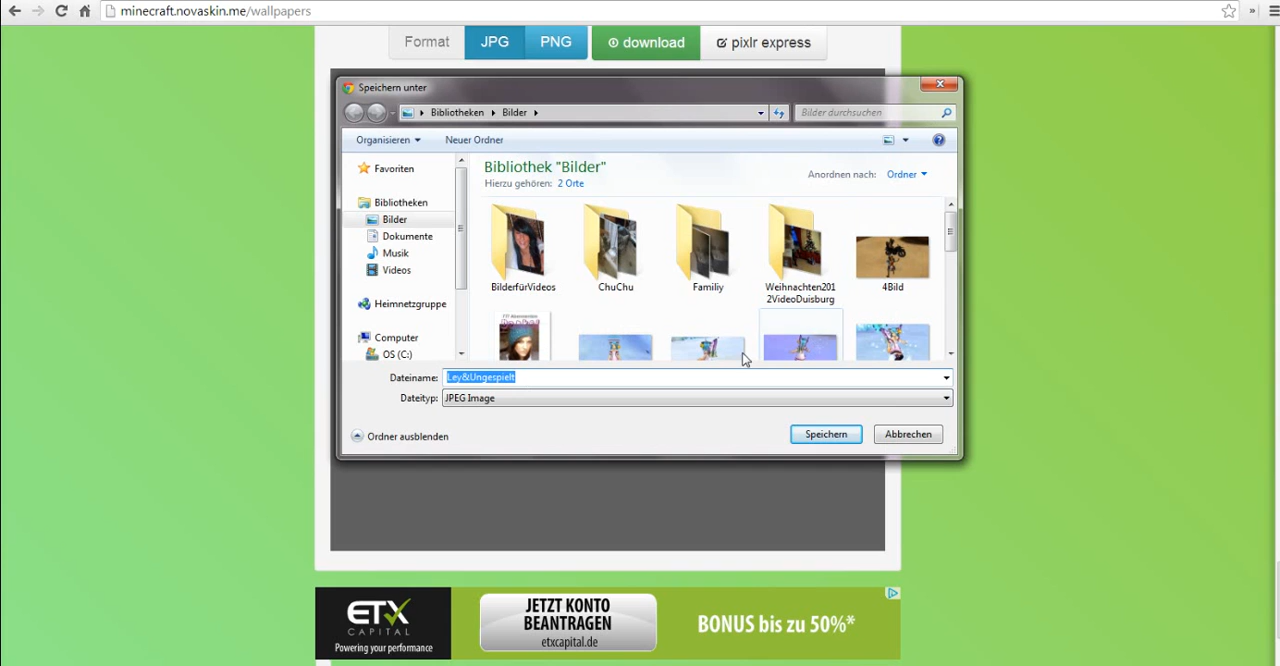 minecraft.novaskin.me/wallpapers
»
Format
JPG
PNG
download
pixlr express
Speichern unter
Bibliotheken
Bilder
Bilder durchsuchen
Organisieren
Neuer Ordner
Favoriten
Bibliotheken
Bilder
Dokumente
Musik
Videos
Heimnetzgruppe
Computer
OS (C:)
Bibliothek "Bilder"
Hierzu gehören: 2 Orte
Anordnen nach: Ordner
BilderfürVideos
ChuChu
Familiy
Weihnachten201
2VideoDuisburg
4Bild
Dateiname: Ley&Ungespielt
Dateityp: JPEG Image
Ordner ausblenden
Speichern
Abbrechen
ETX
CAPITAL
Powering your performance
JETZT KONTO
BEANTRAGEN
etxcapital.de
BONUS bis zu 50%*